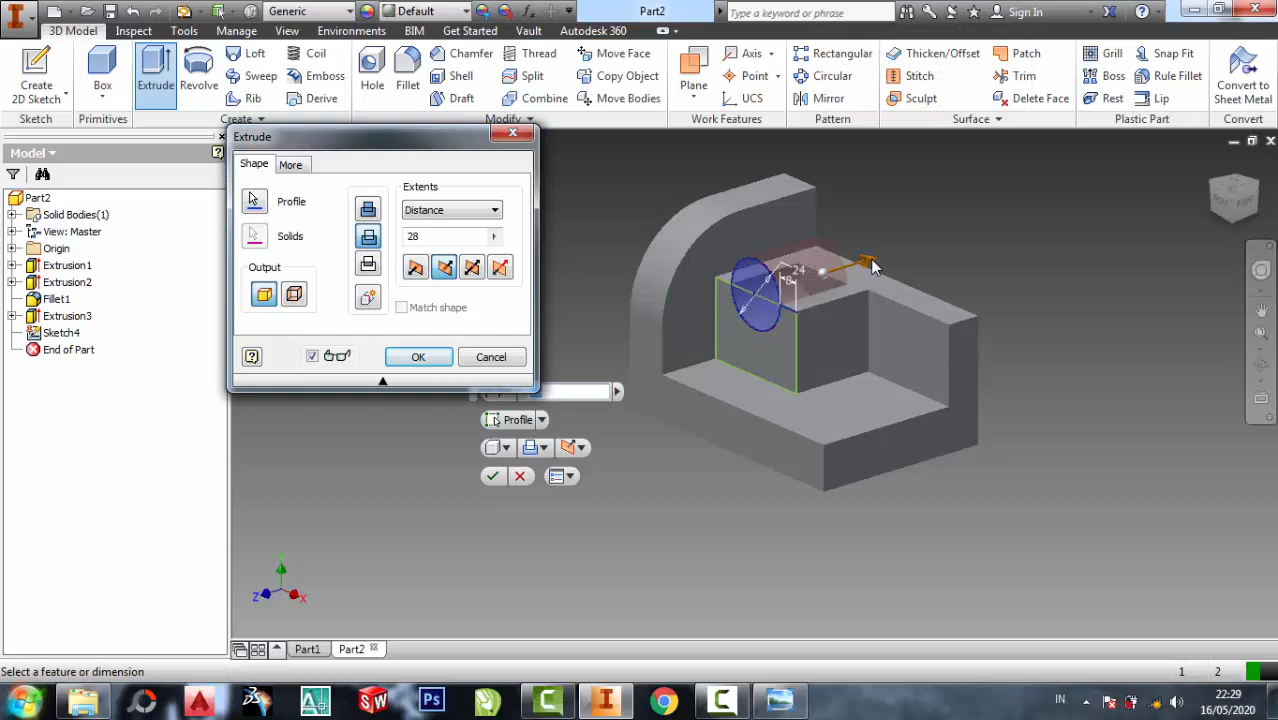 Generic
Default
Part2
Type a keyword or phrase
Sign In
3D Model
Inspect
Tools
Manage
View
Environments
BIM
Get Started
Vault
Autodesk 360
Create
2D Sketch
Box
Extrude
Revolve
Loft
Sweep
Rib
Coil
Emboss
Derive
Hole
Fillet
Chamfer
Shell
Draft
Thread
Split
Combine
Move Face
Copy Object
Move Bodies
Plane
Axis
Point
UCS
Rectangular
Circular
Mirror
Thicken/Offset
Stitch
Sculpt
Patch
Trim
Delete Face
Grill
Boss
Rest
Snap Fit
Rule Fillet
Lip
Convert to
Sheet Metal
Sketch
Primitives
Create
Modify
Work Features
Pattern
Surface
Plastic Part
Convert
Model
Part2
Solid Bodies(1)
View: Master
Origin
Extrusion1
Extrusion2
Fillet1
Extrusion3
Sketch4
End of Part
Extrude
Shape
More
Profile
Solids
Output
Extents
Distance
28
Match shape
OK
Cancel
Profile
24
8
Y
Z
X
Part1
Part2
Select a feature or dimension
1
2
SW
Ps
IN
22:29
16/05/2020